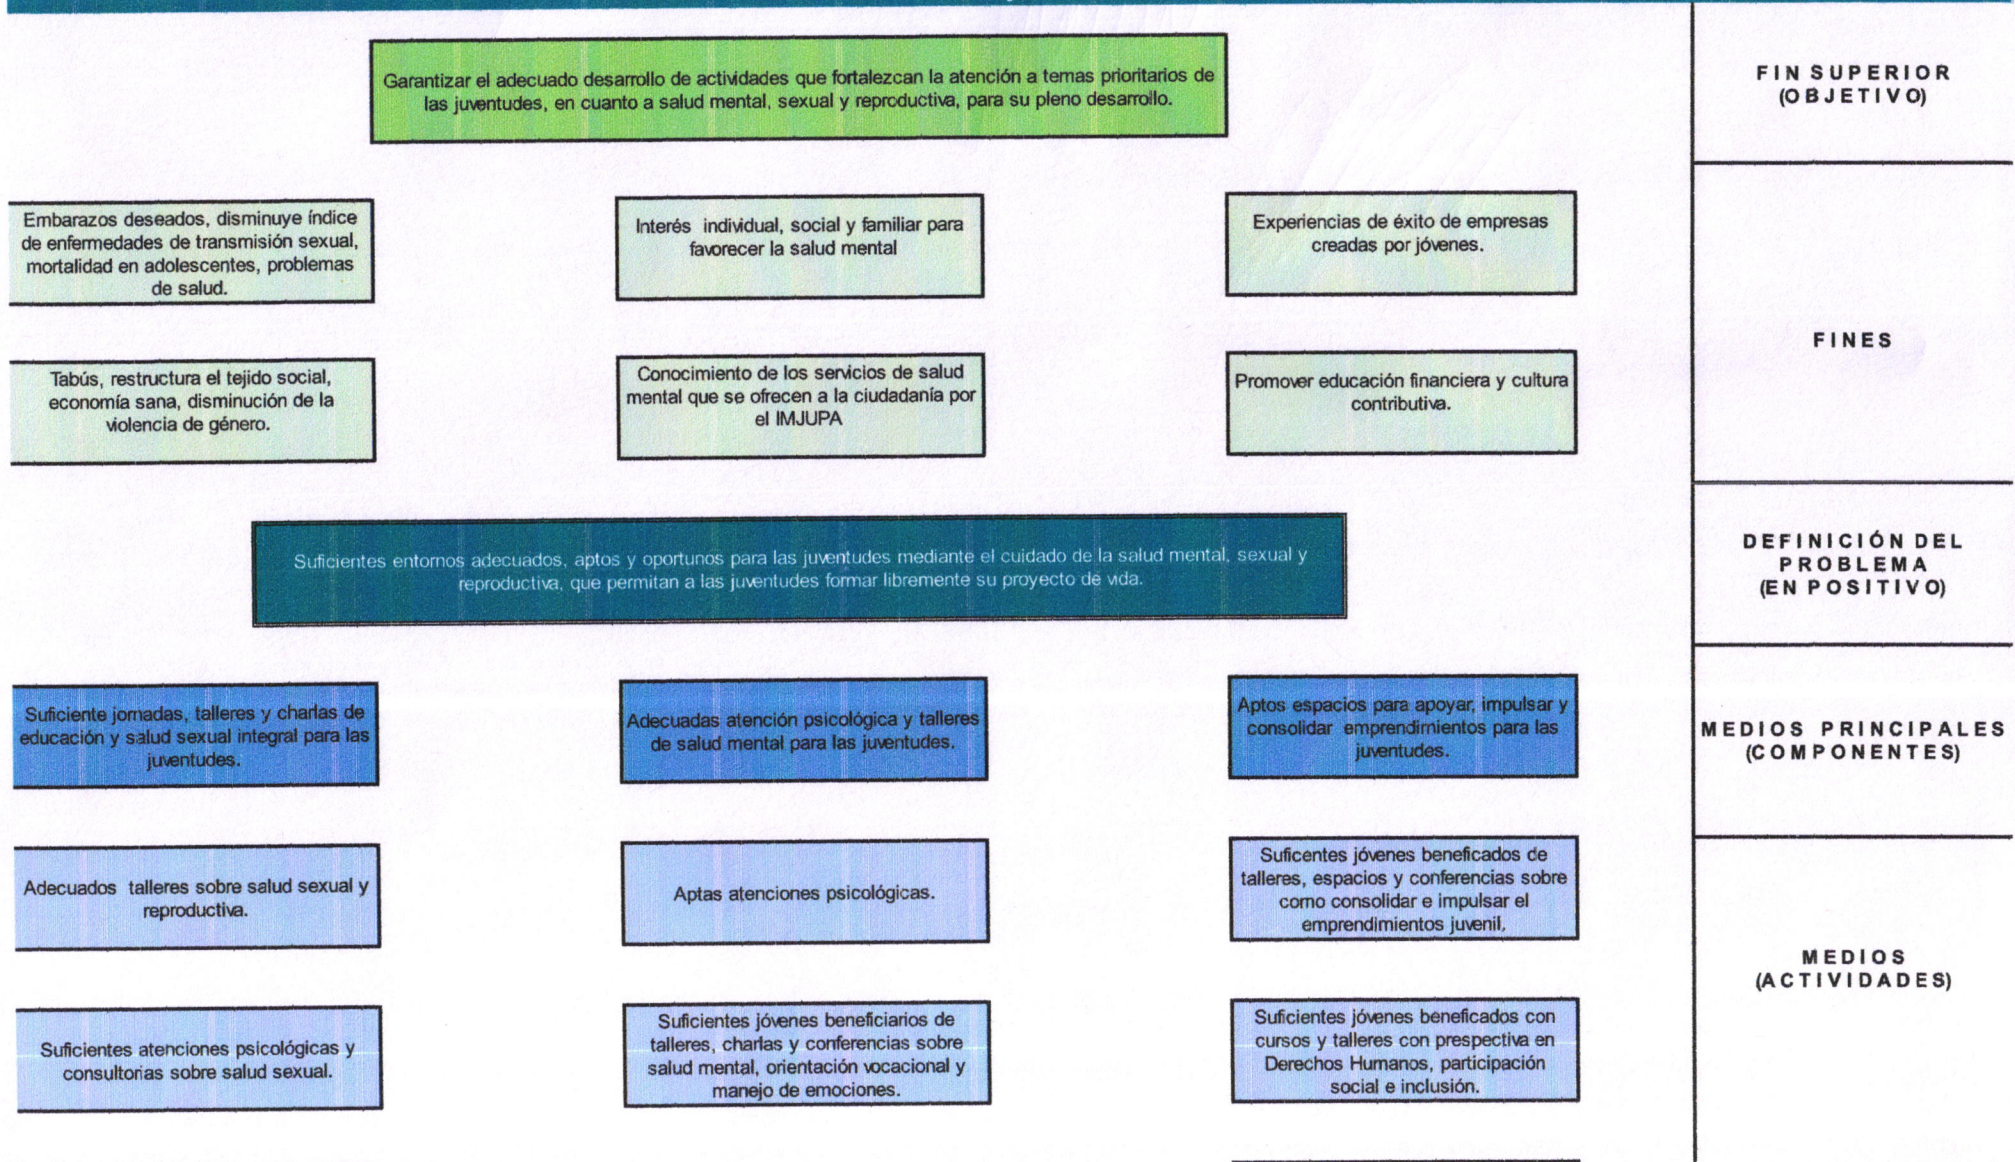 Garantizar el adecuado desarrollo de actividades que fortalezcan la atención a temas prioritarios de
las juventudes, en cuanto a salud mental, sexual y reproductiva, para su pleno desarrollo.
FIN SUPERIOR
(OBJETIVO)
Embarazos deseados, disminuye índice
de enfermedades de transmisión sexual,
mortalidad en adolescentes, problemas
de salud.
Interés individual, social y familiar para
favorecer la salud mental
Experiencias de éxito de empresas
creadas por jóvenes.
FINES
Tabús, restructura el tejido social,
economía sana, disminución de la
violencia de género.
Conocimiento de los servicios de salud
mental que se ofrecen a la ciudadanía por
el IMJUPA
Promover educación financiera y cultura
contributiva.
Suficientes entornos adecuados, aptos y oportunos para las juventudes mediante el cuidado de la salud mental, sexual y
reproductiva, que permitan a las juventudes formar libremente su proyecto de vida.
DEFINICIÓN DEL
PROBLEMA
(EN POSITIVO)
Suficiente jornadas, talleres y charlas de
educación y salud sexual integral para las
juventudes.
Adecuadas atención psicológica y talleres
de salud mental para las juventudes.
Aptos espacios para apoyar, impulsar y
consolidar emprendimientos para las
juventudes.
MEDIOS PRINCIPALES
(COMPONENTES)
Adecuados talleres sobre salud sexual y
reproductiva.
Aptas atenciones psicológicas.
Suficentes jóvenes beneficados de
talleres, espacios y conferencias sobre
como consolidar e impulsar el
emprendimientos juvenil.
MEDIOS
(ACTIVIDADES)
Suficientes atenciones psicológicas y
consultorias sobre salud sexual.
Suficientes jóvenes beneficiarios de
talleres, charlas y conferencias sobre
salud mental, orientación vocacional y
manejo de emociones.
Suficientes jóvenes beneficados con
cursos y talleres con prespectiva en
Derechos Humanos, participación
social e inclusión.